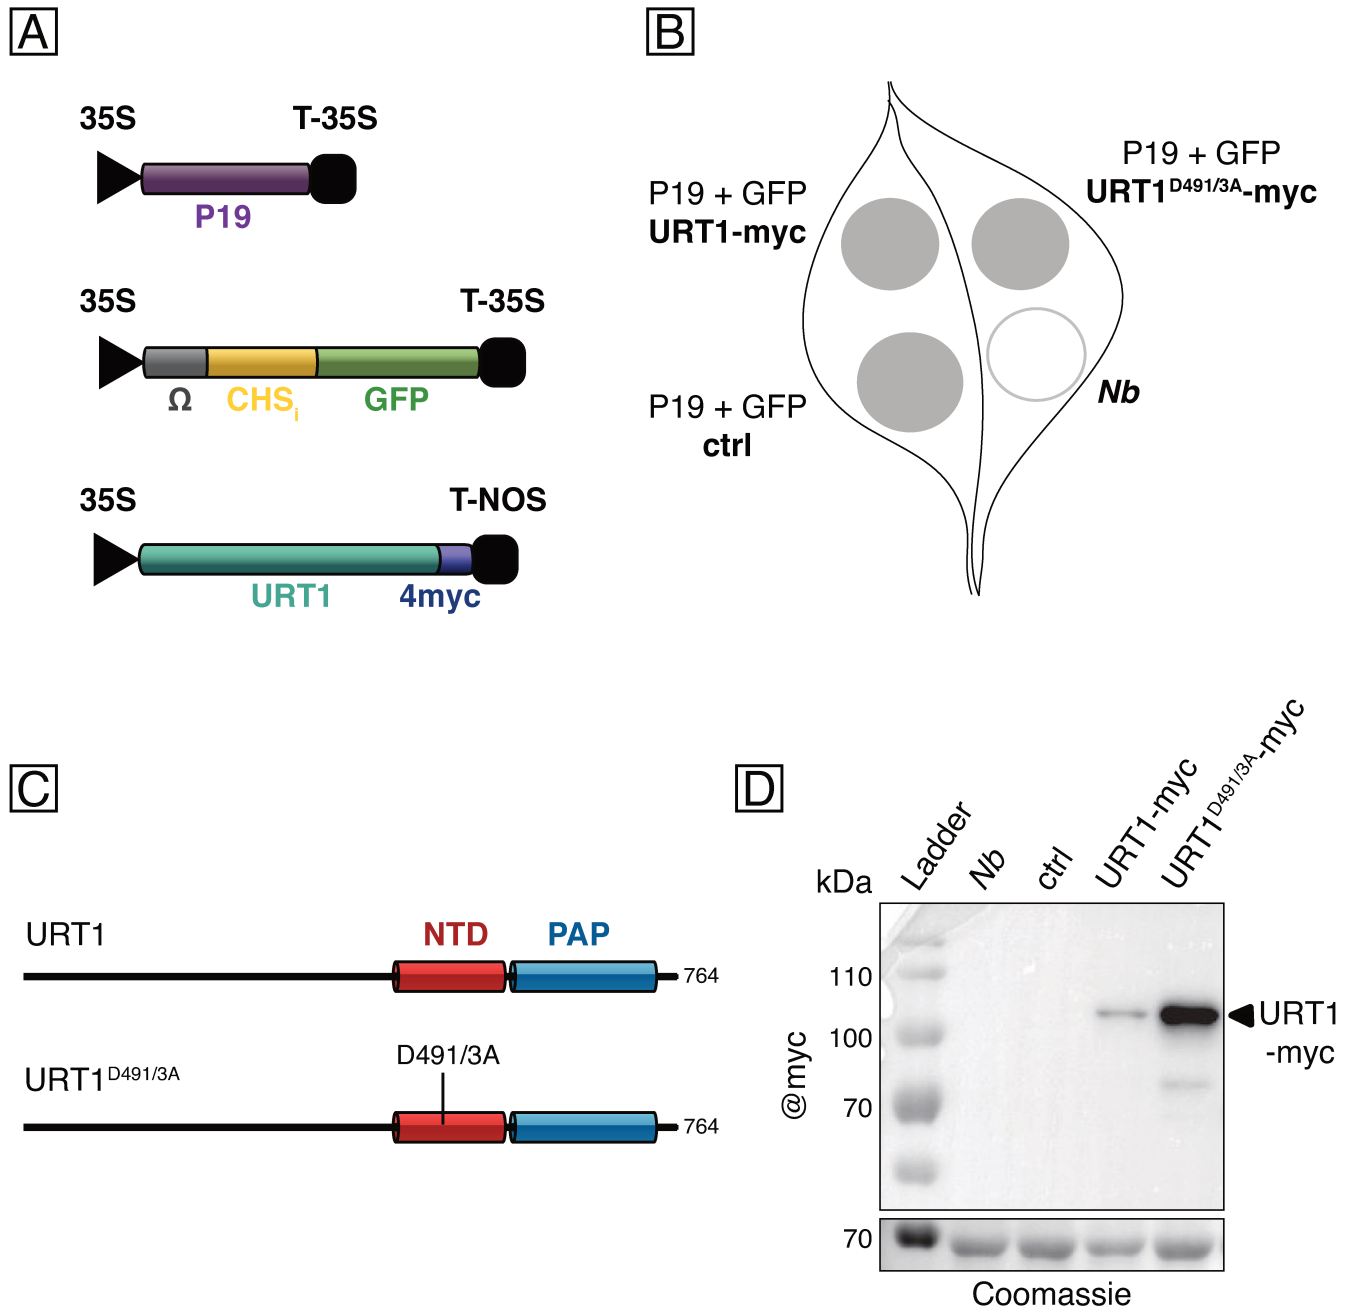 A
35S T-35S
P19
35S T-35S
Ω CHSi GFP
35S T-NOS
URT1 4myc
B
P19 + GFP
URT1-myc
P19 + GFP
URT1D491/3A-myc
P19 + GFP
ctrl
Nb
C
URT1 NTD PAP
764
D491/3A
URT1D491/3A
764
D
kDa Ladder Nb ctrl URT1-myc URT1D491/3A-myc
110
100
70
@myc
URT1
-myc
70
Coomassie